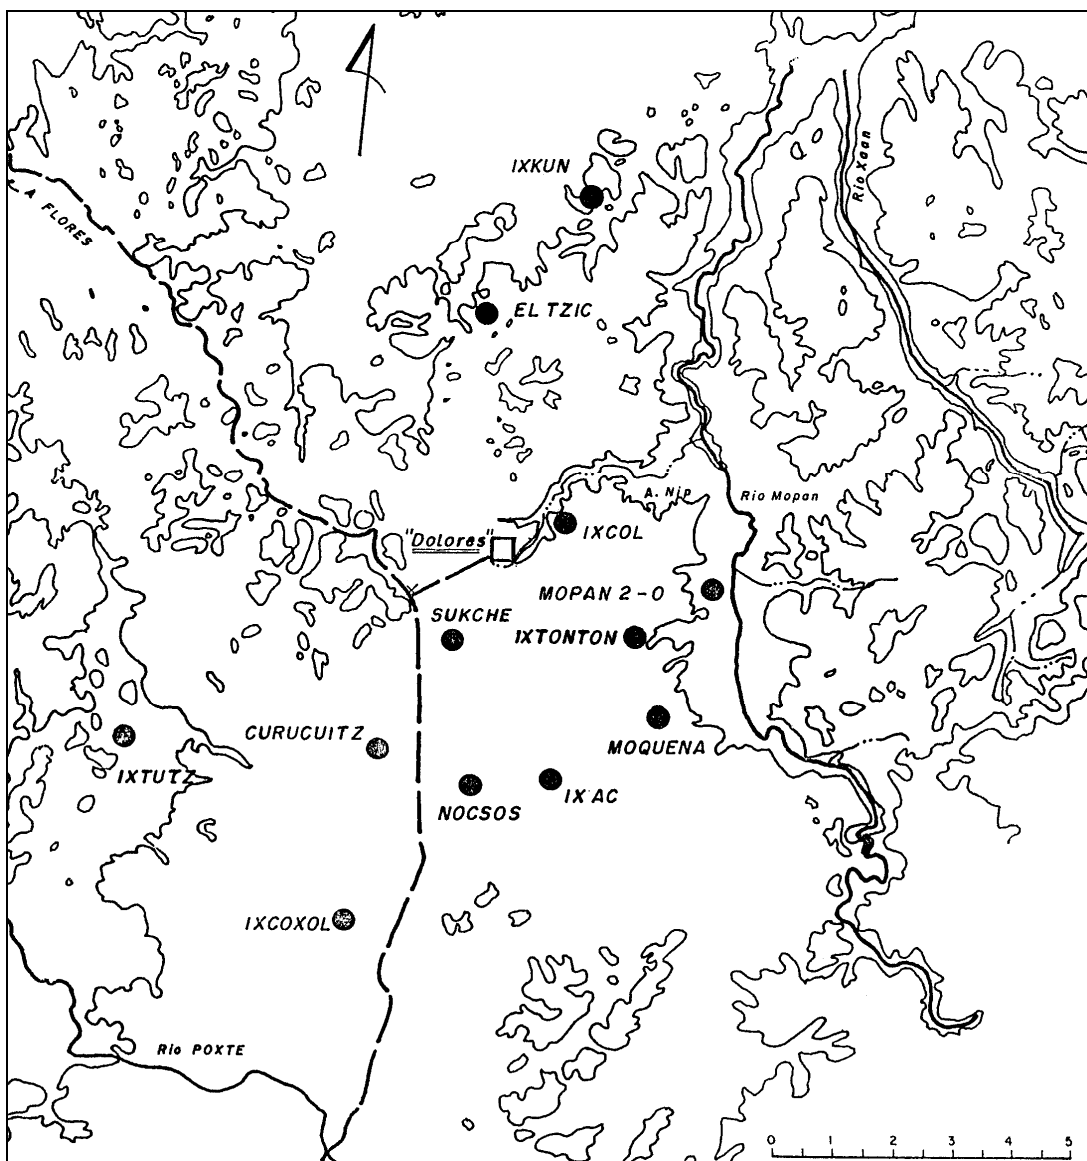 IXKUN
Rio Xaan
A FLORES
EL TZIC
A. Nip
Rio Mopan
IXCOL
"Dolores"
MOPAN 2-0
SUKCHE
IXTONTON
CURUCUITZ
MOQUENA
IXTUTZ
IX'AC
NOCSOS
IXCOXOL
Rio POXTE
0 1 2 3 4 5